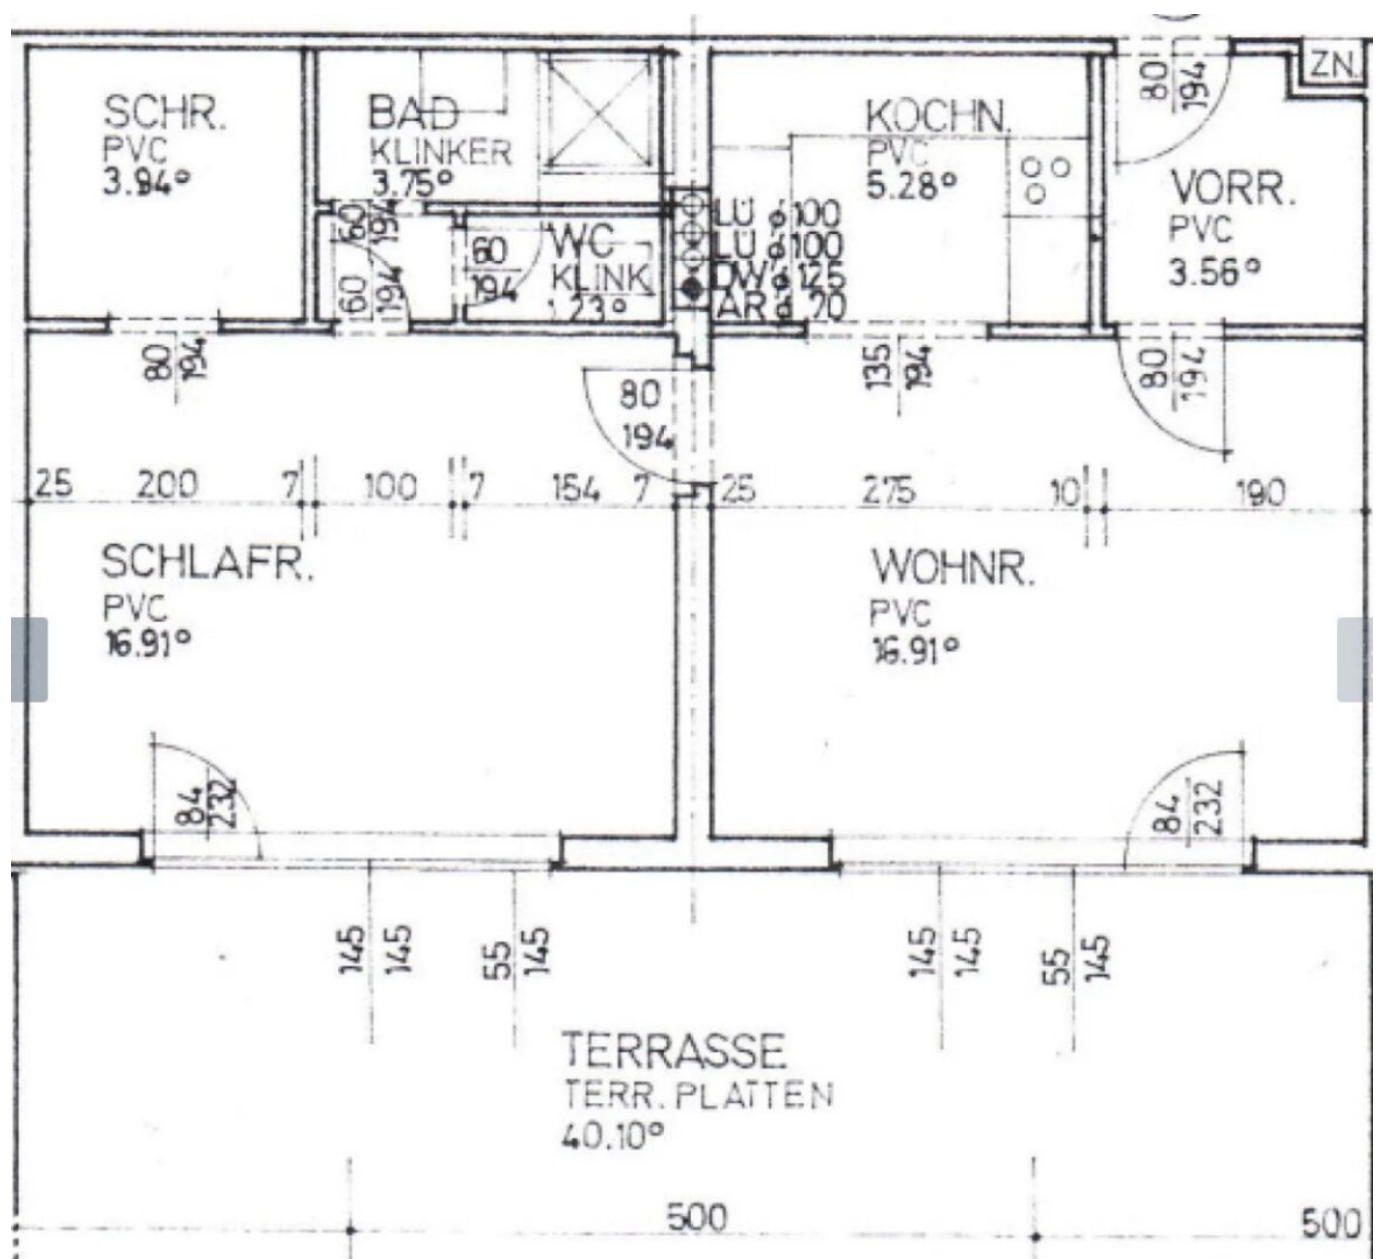 SCHR.
PVC
3.94°
BAD
KLINKER
3.75°
KOCHN.
PVC
5.28°
80
194
ZN.
VORR.
PVC
3.56°
60
194
60
194
WC
KLINK
1.23°
60
194
LÜ ⌀ 100
LÜ ⌀ 100
DW ⌀ 125
AR ⌀ 70
80
194
80
194
135
194
80
194
25 200 7 100 7 154 7 25 275 10 190
SCHLAFR.
PVC
16.91°
WOHNR.
PVC
16.91°
84
232
84
232
145
145
55
145
145
145
55
145
TERRASSE
TERR. PLATTEN
40.10°
500
500